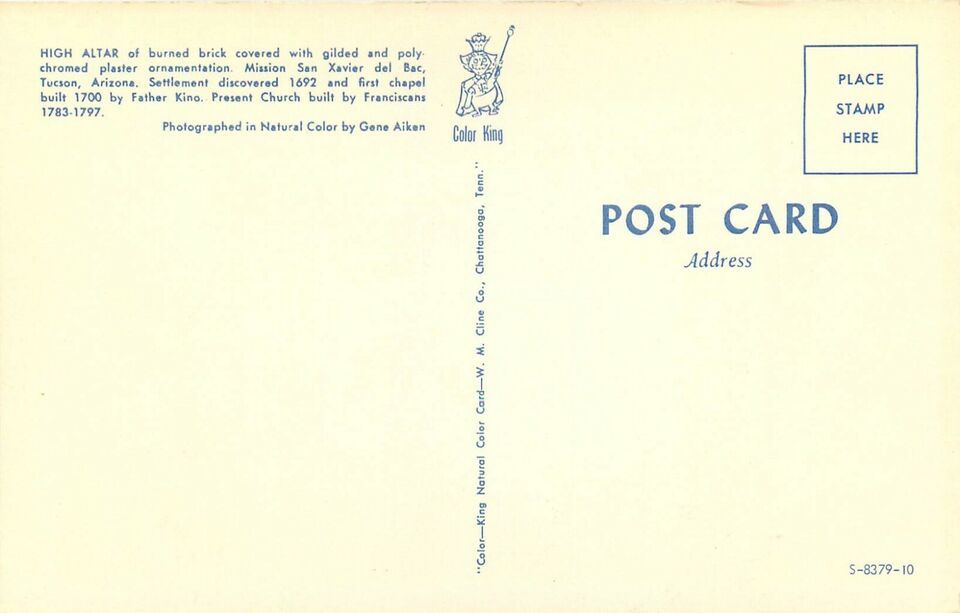 HIGH ALTAR of burned brick covered with gilded and poly-
chromed plaster ornamentation. Mission San Xavier del Bac,
Tucson, Arizona. Settlement discovered 1692 and first chapel
built 1700 by Father Kino. Present Church built by Franciscans
1783-1797.
Photographed in Natural Color by Gene Aiken
Color King
"Color—King Natural Color Card—W. M. Cline Co., Chattanooga, Tenn."
PLACE
STAMP
HERE
POST CARD
Address
S-8379-10